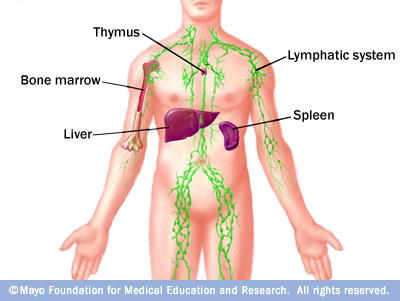 Thymus
Lymphatic system
Bone marrow
Spleen
Liver
© Mayo Foundation for Medical Education and Research. All rights reserved.